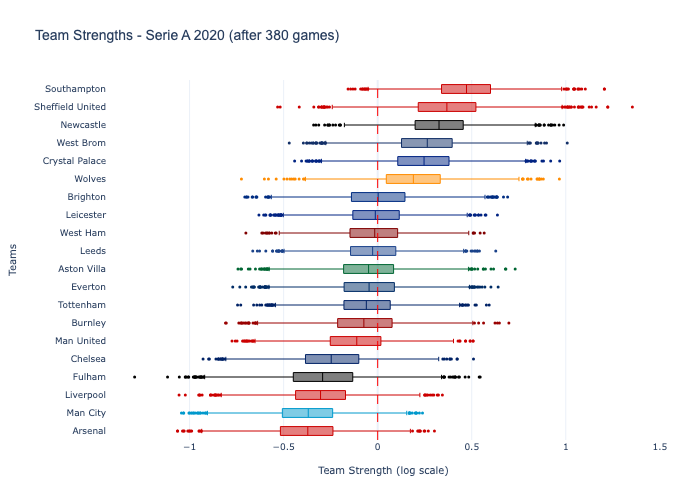 Team Strengths - Serie A 2020 (after 380 games)
Southampton
Sheffield United
Newcastle
West Brom
Crystal Palace
Wolves
Brighton
Leicester
West Ham
Leeds
Aston Villa
Everton
Tottenham
Burnley
Man United
Chelsea
Fulham
Liverpool
Man City
Arsenal
Teams
−1 −0.5 0 0.5 1 1.5
Team Strength (log scale)